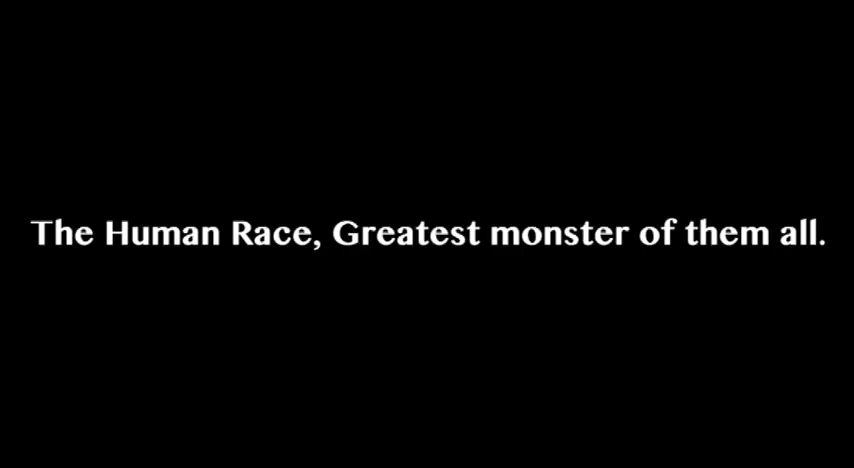 The Human Race, Greatest monster of them all.